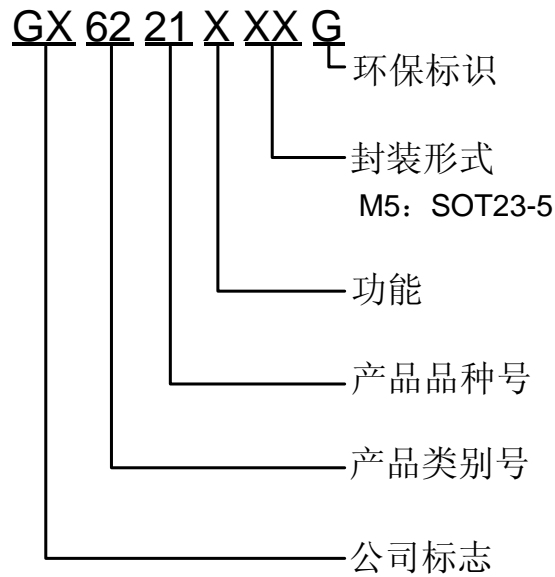 GX 62 21 X XX G
环保标识
封装形式
M5：SOT23-5
功能
产品品种号
产品类别号
公司标志